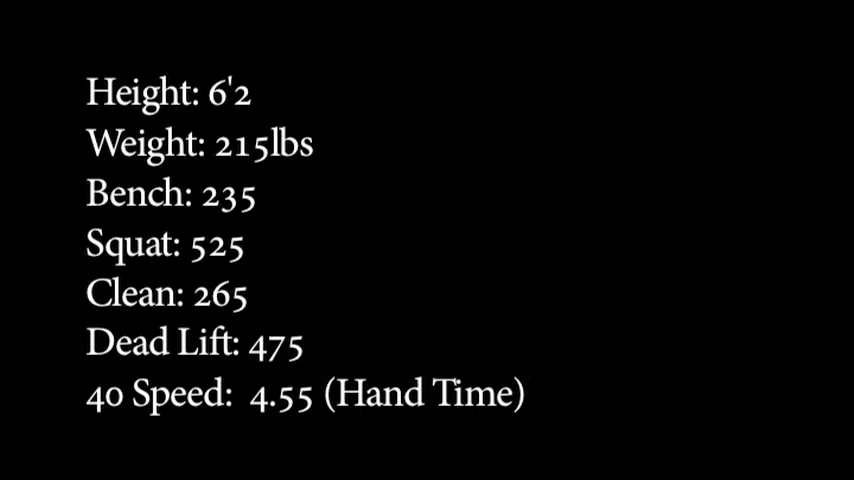 Height: 6'2
Weight: 215lbs
Bench: 235
Squat: 525
Clean: 265
Dead Lift: 475
40 Speed:  4.55 (Hand Time)